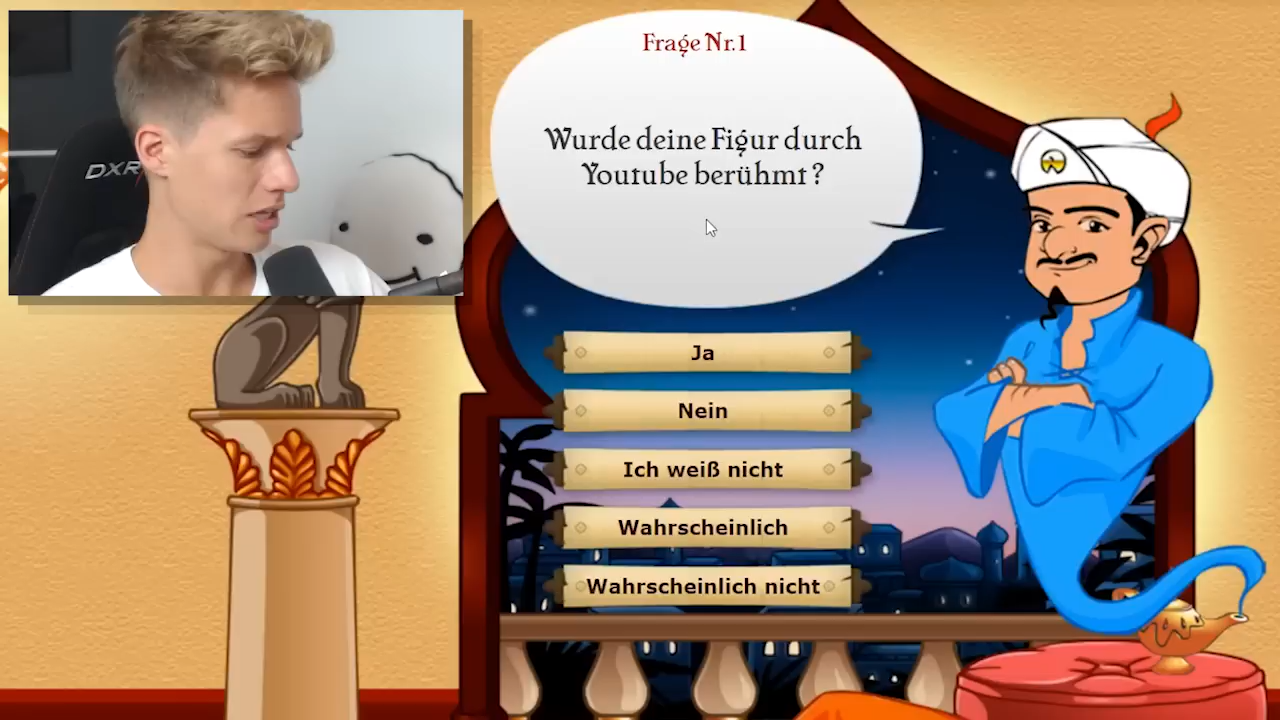 Frage Nr.1
Wurde deine Figur durch
Youtube berühmt ?
DXR
Ja
Nein
Ich weiß nicht
Wahrscheinlich
Wahrscheinlich nicht